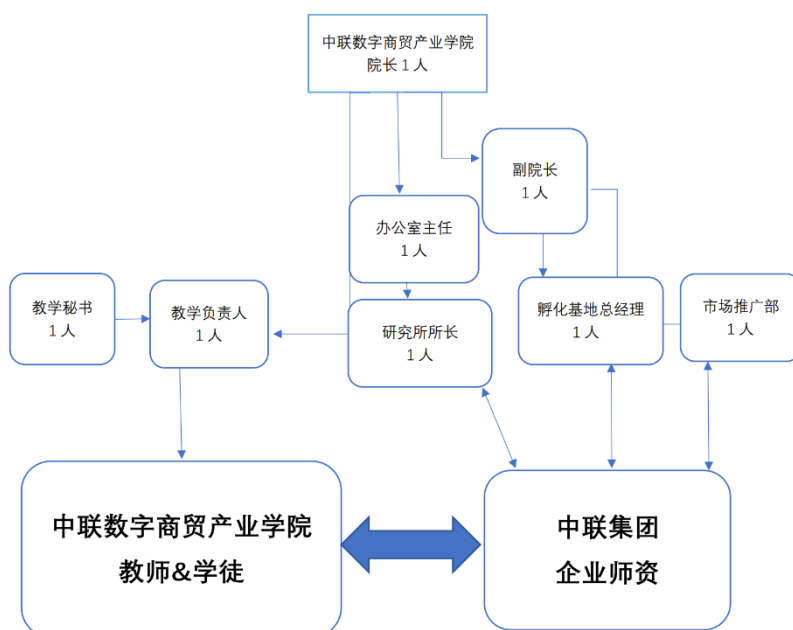 中联数字商贸产业学院
院长 1 人
副院长
1 人
办公室主任
1 人
教学秘书
1 人
教学负责人
1 人
研究所所长
1 人
孵化基地总经理
1 人
市场推广部
1 人
中联数字商贸产业学院
教师&学徒
中联集团
企业师资